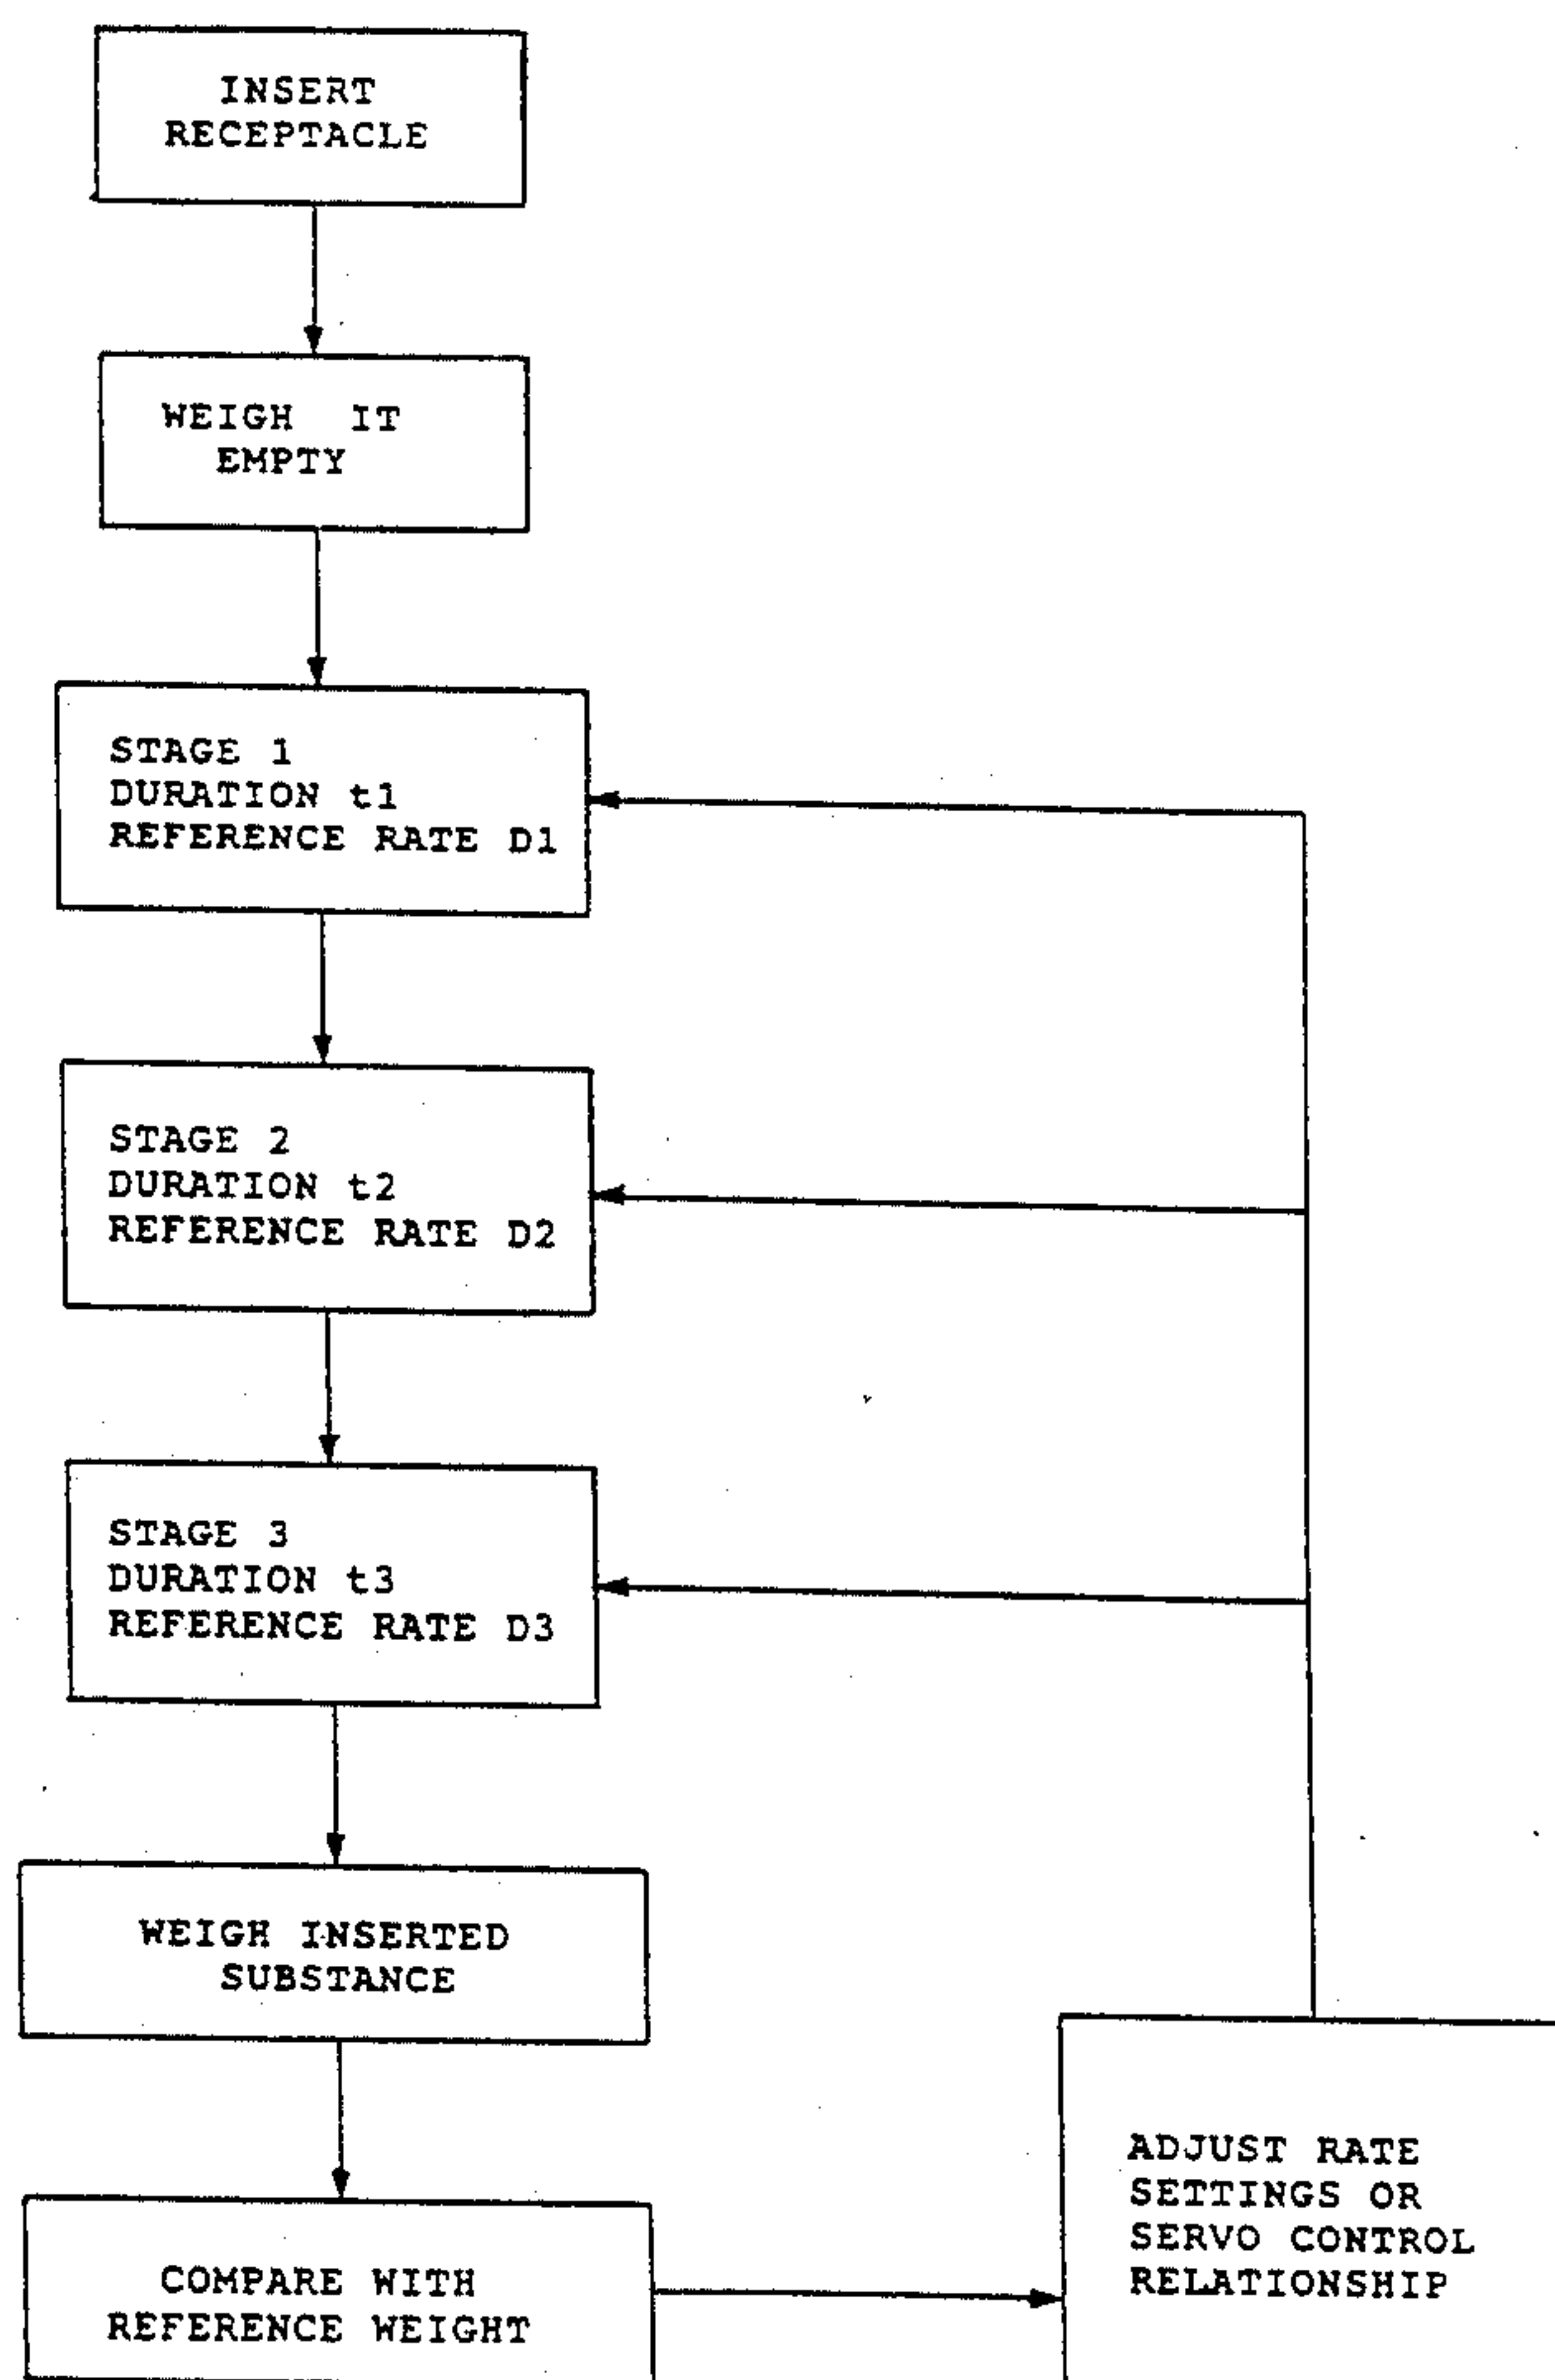 INSERT
RECEPTACLE
WEIGH IT
EMPTY
STAGE 1
DURATION t1
REFERENCE RATE D1
STAGE 2
DURATION t2
REFERENCE RATE D2
STAGE 3
DURATION t3
REFERENCE RATE D3
WEIGH INSERTED
SUBSTANCE
COMPARE WITH
REFERENCE WEIGHT
ADJUST RATE
SETTINGS OR
SERVO CONTROL
RELATIONSHIP